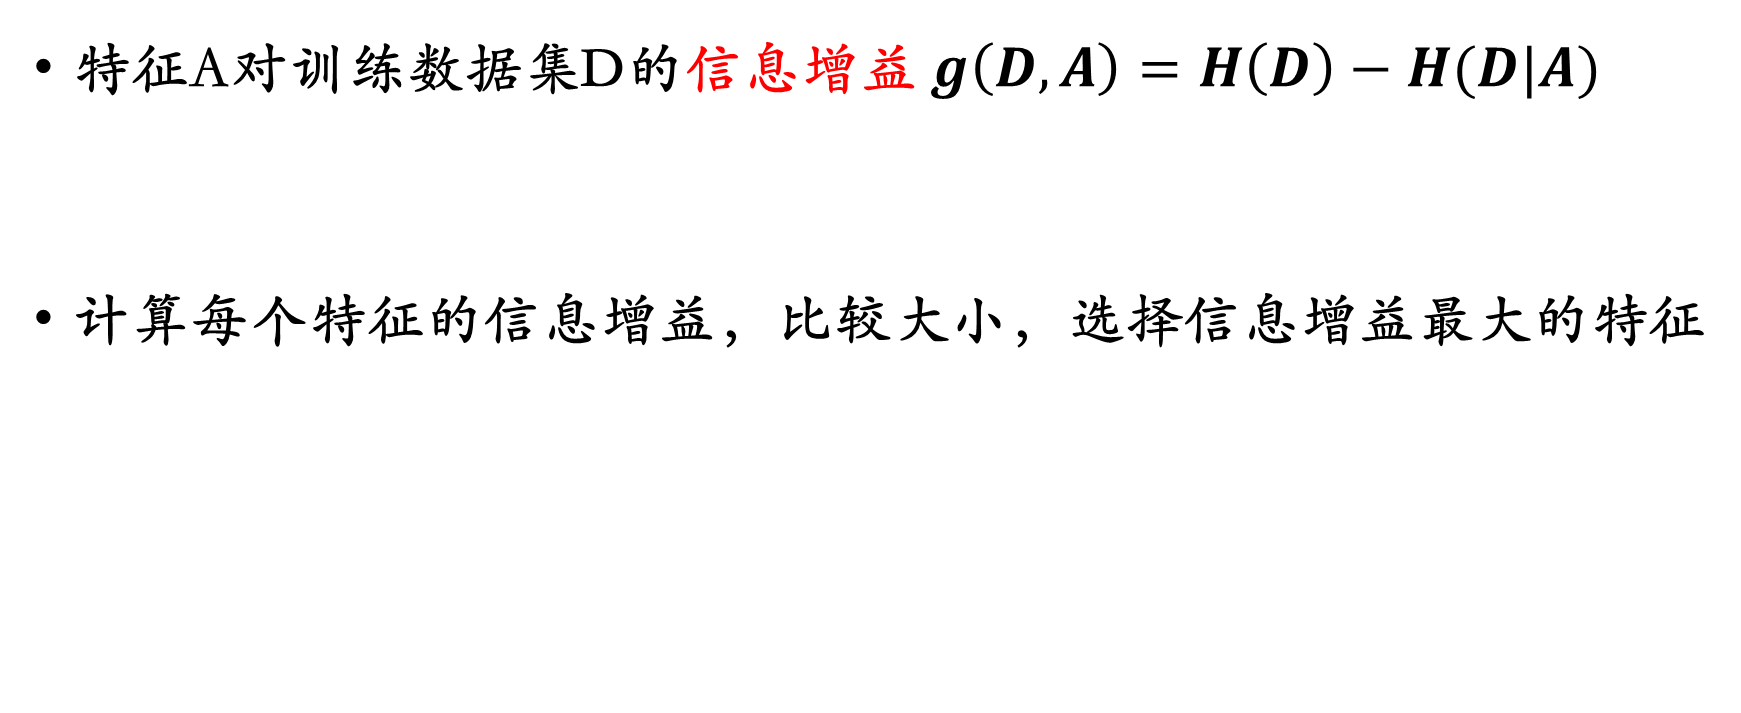 • 特征A对训练数据集D的信息增益 g(D, A) = H(D) − H(D|A)
• 计算每个特征的信息增益，比较大小，选择信息增益最大的特征